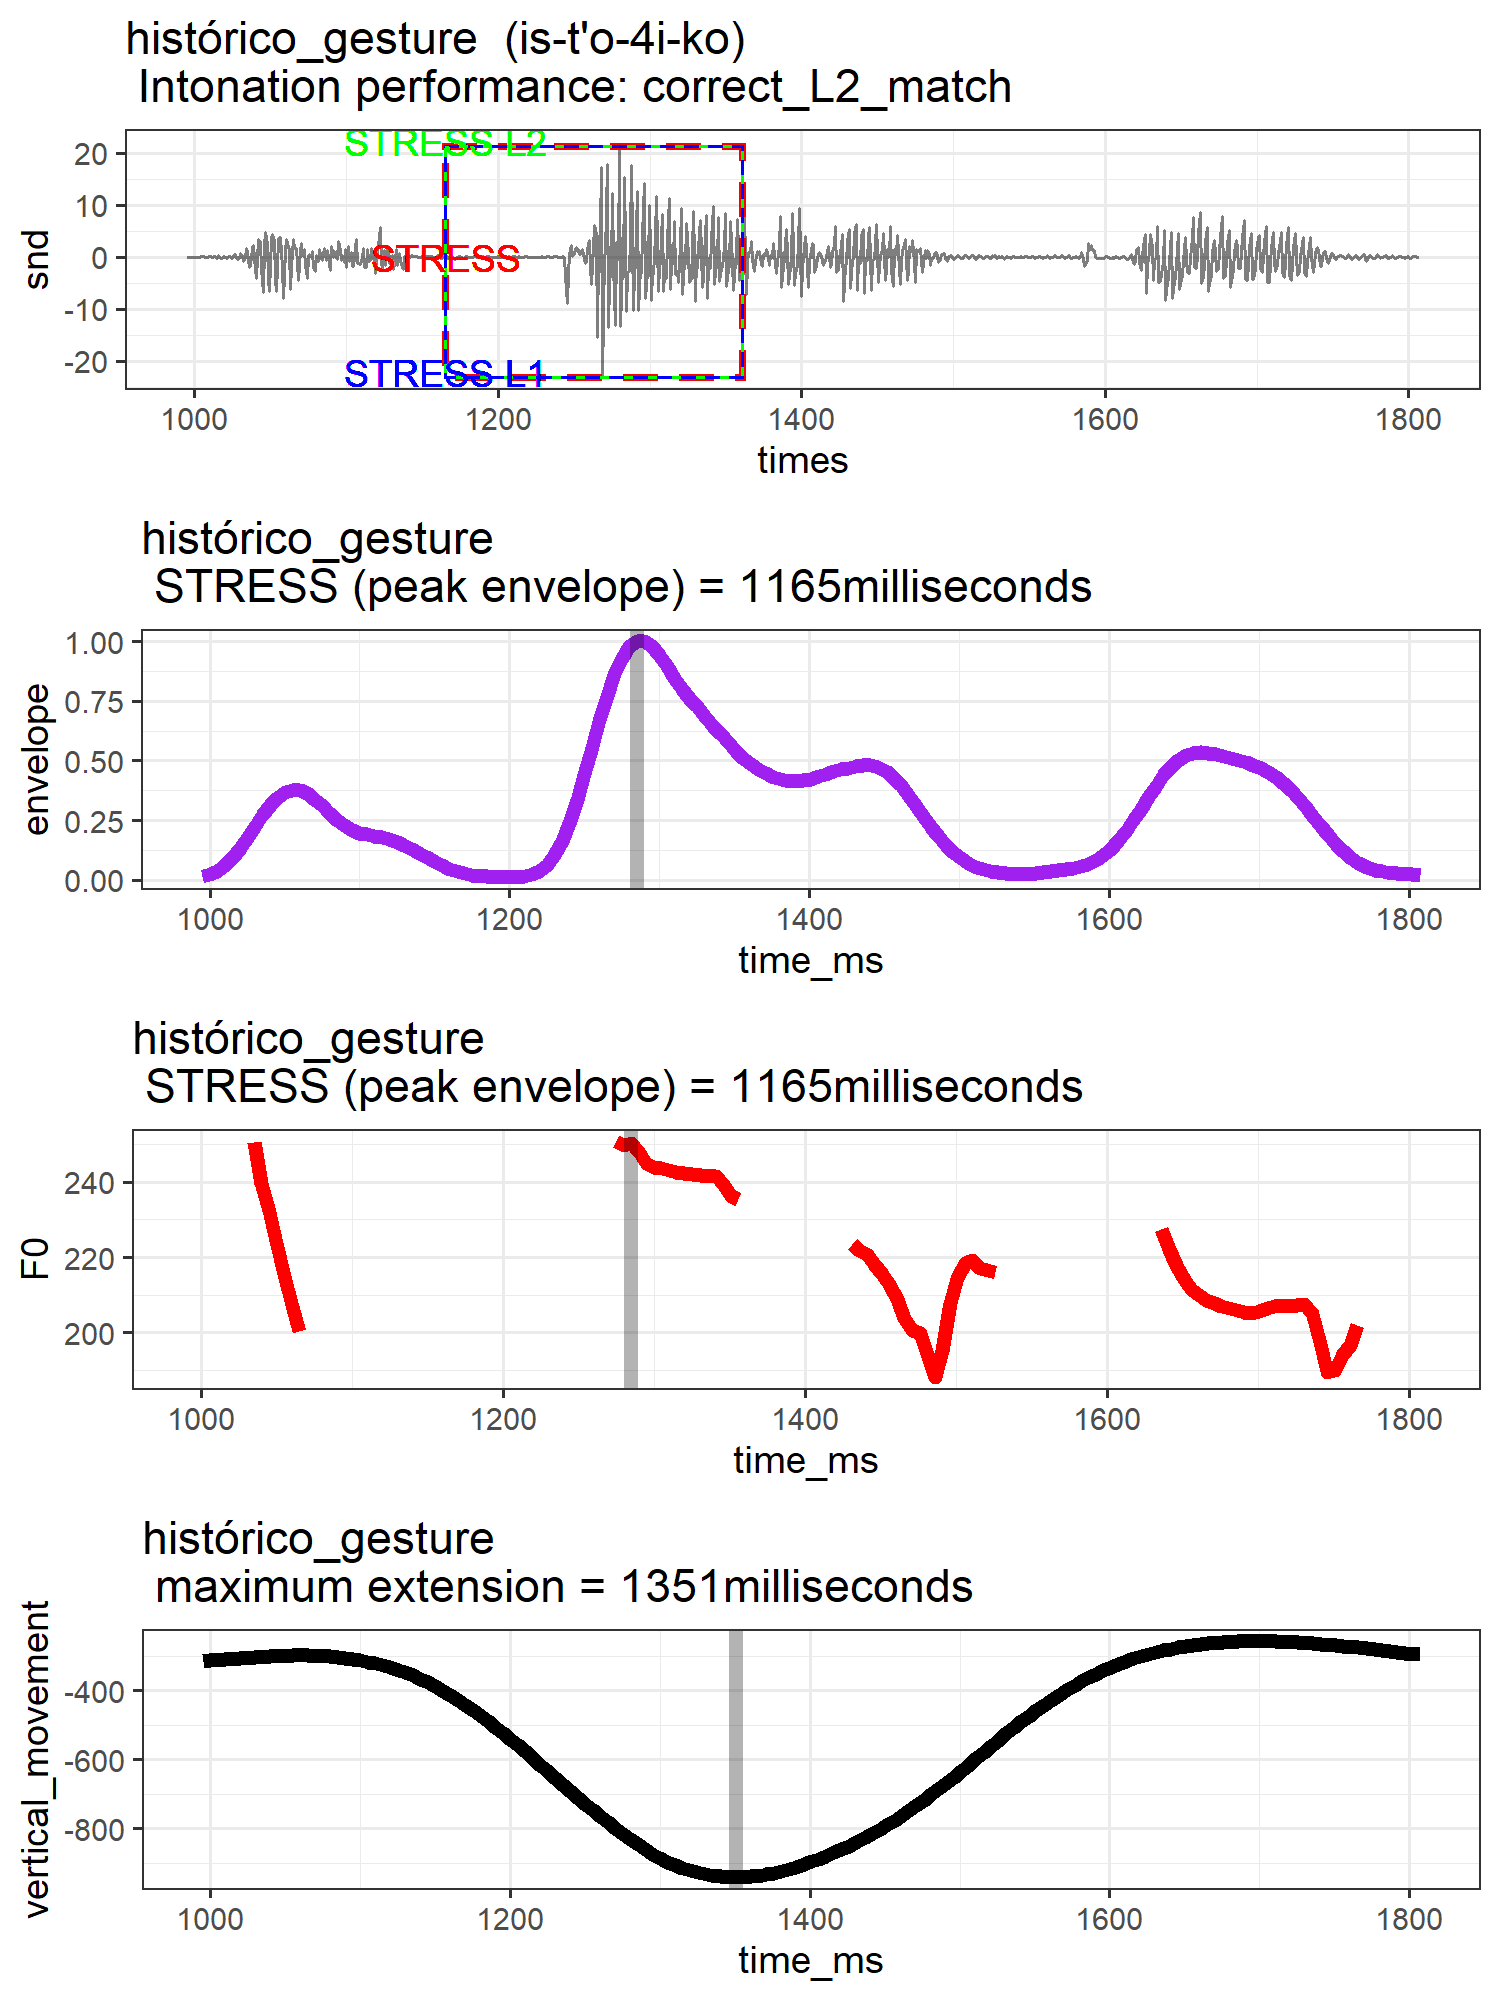 histórico_gesture  (is-t'o-4i-ko)
Intonation performance: correct_L2_match
STRESS L2
STRESS
STRESS L1
snd
20
10
0
-10
-20
1000 1200 1400 1600 1800
times
histórico_gesture
STRESS (peak envelope) = 1165milliseconds
envelope
1.00
0.75
0.50
0.25
0.00
1000 1200 1400 1600 1800
time_ms
histórico_gesture
STRESS (peak envelope) = 1165milliseconds
F0
240
220
200
1000 1200 1400 1600 1800
time_ms
histórico_gesture
maximum extension = 1351milliseconds
vertical_movement
-400
-600
-800
1000 1200 1400 1600 1800
time_ms